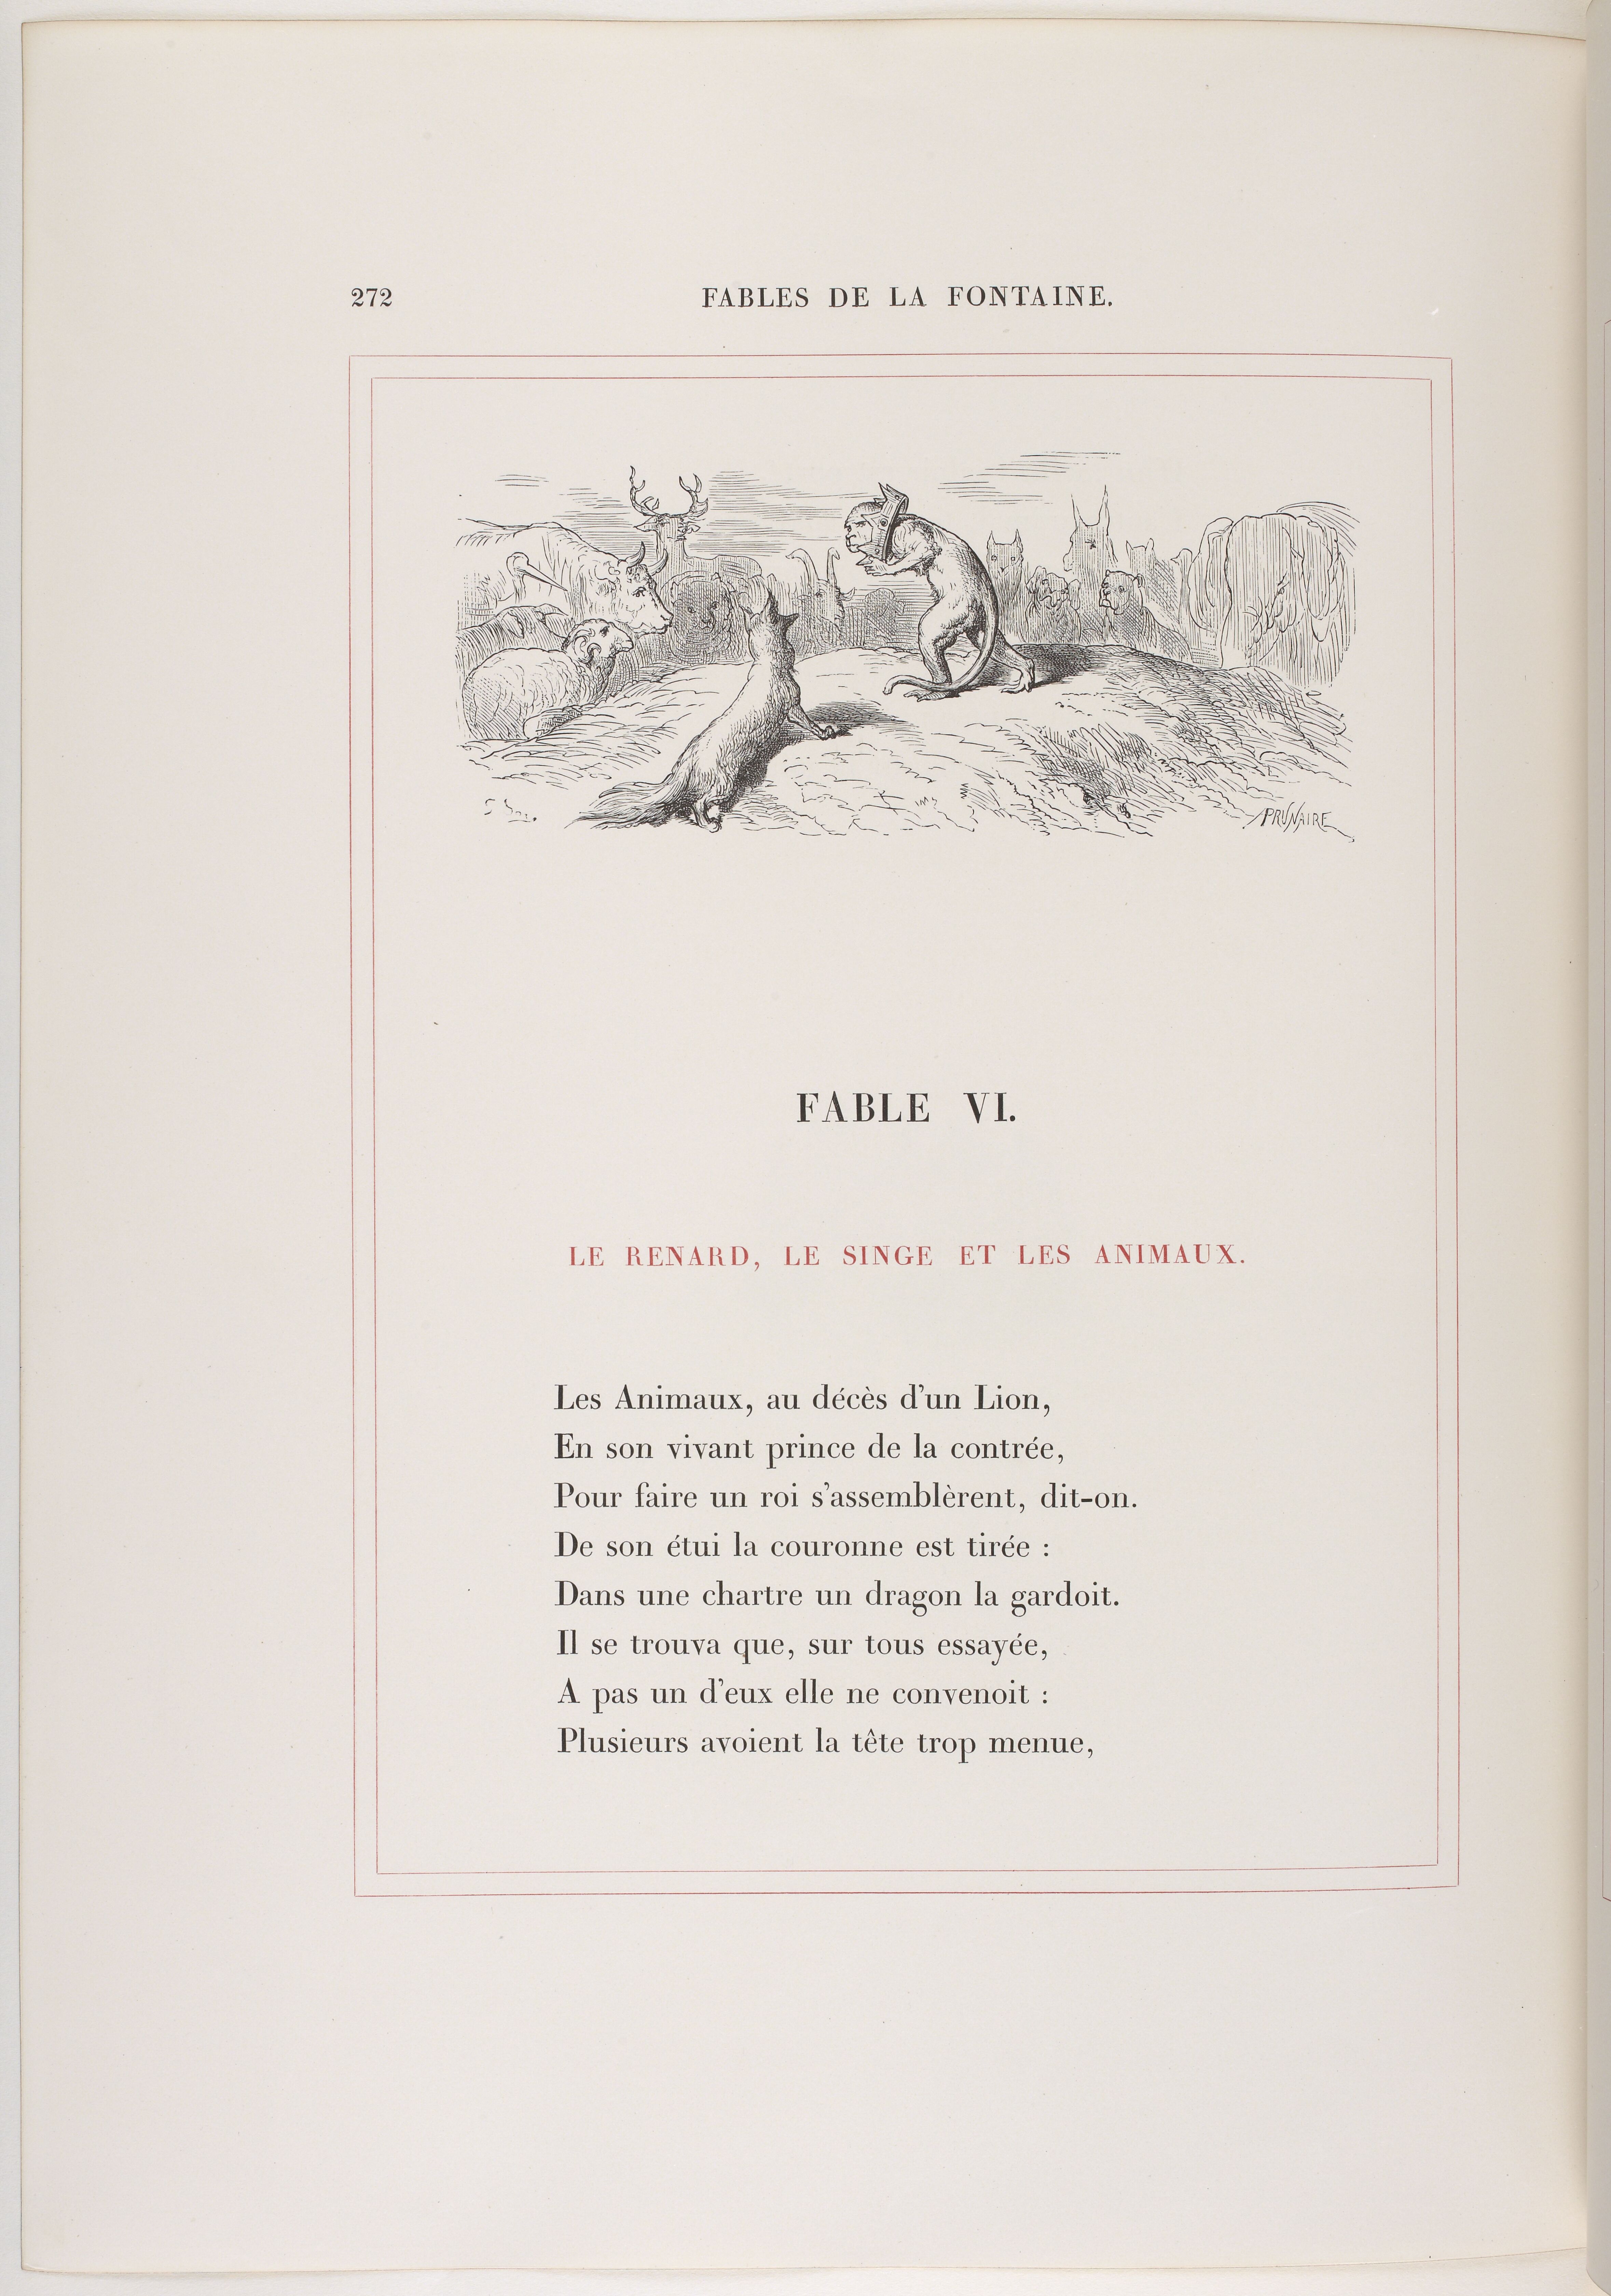 272
FABLES DE LA FONTAINE.
PRUNAIRE
FABLE VI.
LE RENARD, LE SINGE ET LES ANIMAUX.
Les Animaux, au décès d'un Lion,
En son vivant prince de la contrée,
Pour faire un roi s'assemblèrent, dit-on.
De son étui la couronne est tirée :
Dans une chartre un dragon la gardoit.
Il se trouva que, sur tous essayée,
A pas un d'eux elle ne convenoit :
Plusieurs avoient la tête trop menue,